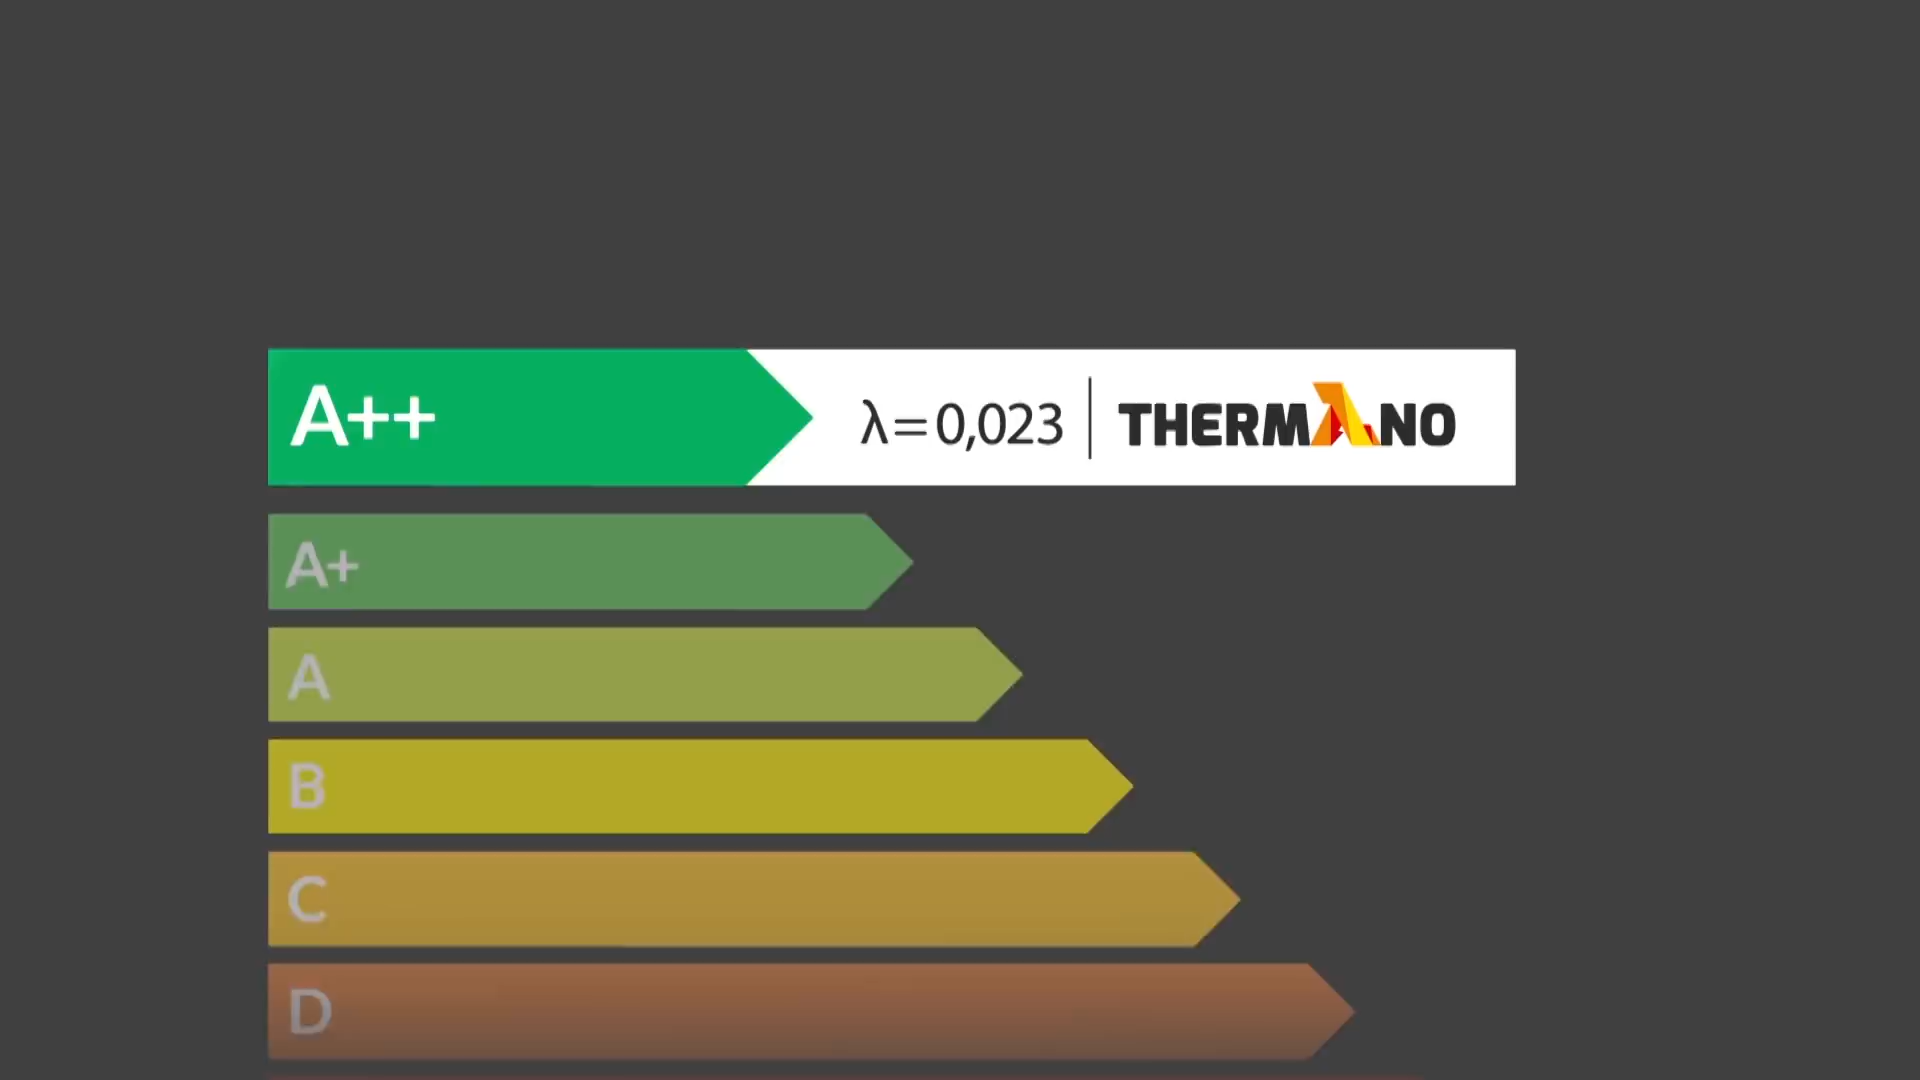 A++ λ=0,023 THERMANO
A+
A
B
C
D